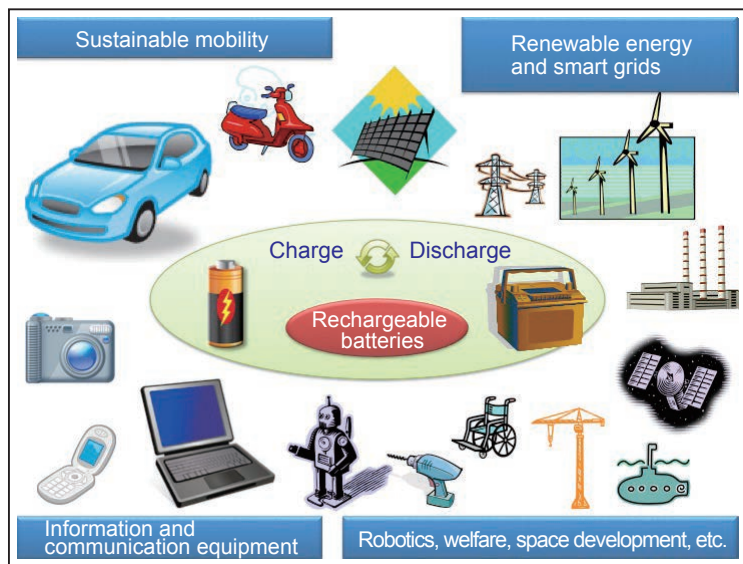 Sustainable mobility
Renewable energy
and smart grids
Charge
Discharge
Rechargeable
batteries
Information and
communication equipment
Robotics, welfare, space development, etc.